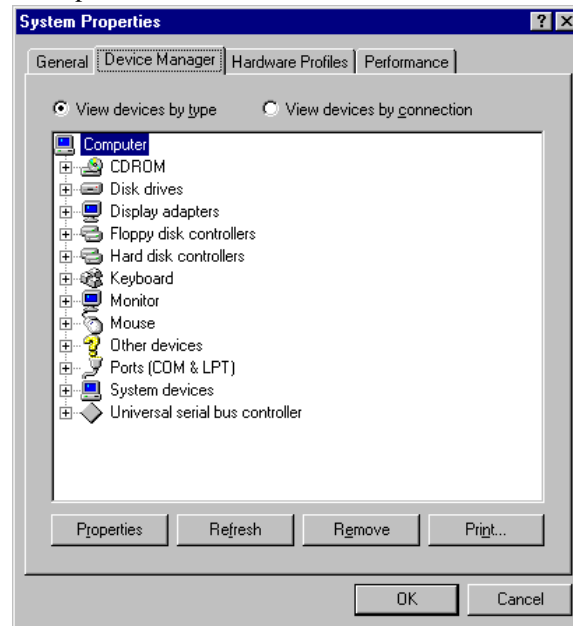 System Properties
General Device Manager Hardware Profiles Performance
View devices by type View devices by connection
Computer
CDROM
Disk drives
Display adapters
Floppy disk controllers
Hard disk controllers
Keyboard
Monitor
Mouse
Other devices
Ports (COM & LPT)
System devices
Universal serial bus controller
Properties Refresh Remove Print...
OK Cancel